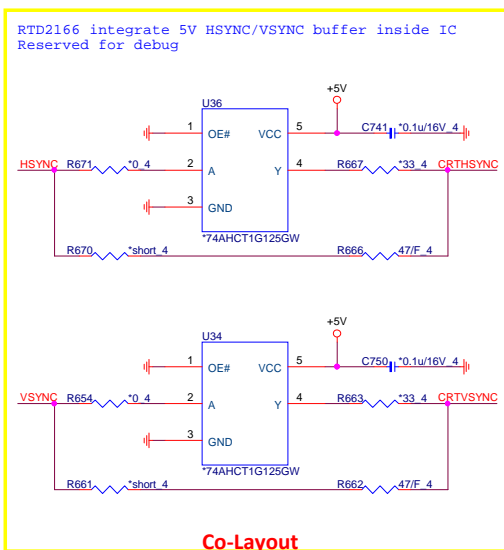 RTD2166 integrate 5V HSYNC/VSYNC buffer inside IC
Reserved for debug
+5V
U36
1 OE# VCC 5 C741 *0.1u/16V_4
HSYNC R671 *0_4 2 A Y 4 R667 *33_4 CRTHSYNC
3 GND
*74AHCT1G125GW
R670 *short_4 R666 47/F_4
+5V
U34
1 OE# VCC 5 C750 *0.1u/16V_4
VSYNC R654 *0_4 2 A Y 4 R663 *33_4 CRTVSYNC
3 GND
*74AHCT1G125GW
R661 *short_4 R662 47/F_4
Co-Layout